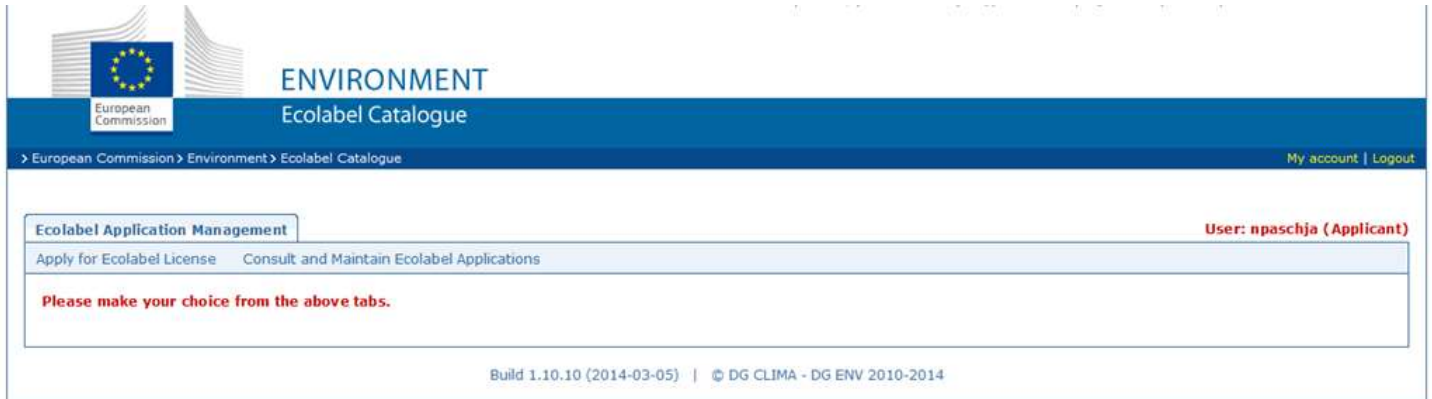 ENVIRONMENT
European
Commission
Ecolabel Catalogue
> European Commission > Environment > Ecolabel Catalogue My account | Logout
Ecolabel Application Management User: npaschja (Applicant)
Apply for Ecolabel License Consult and Maintain Ecolabel Applications
Please make your choice from the above tabs.
Build 1.10.10 (2014-03-05) | © DG CLIMA - DG ENV 2010-2014